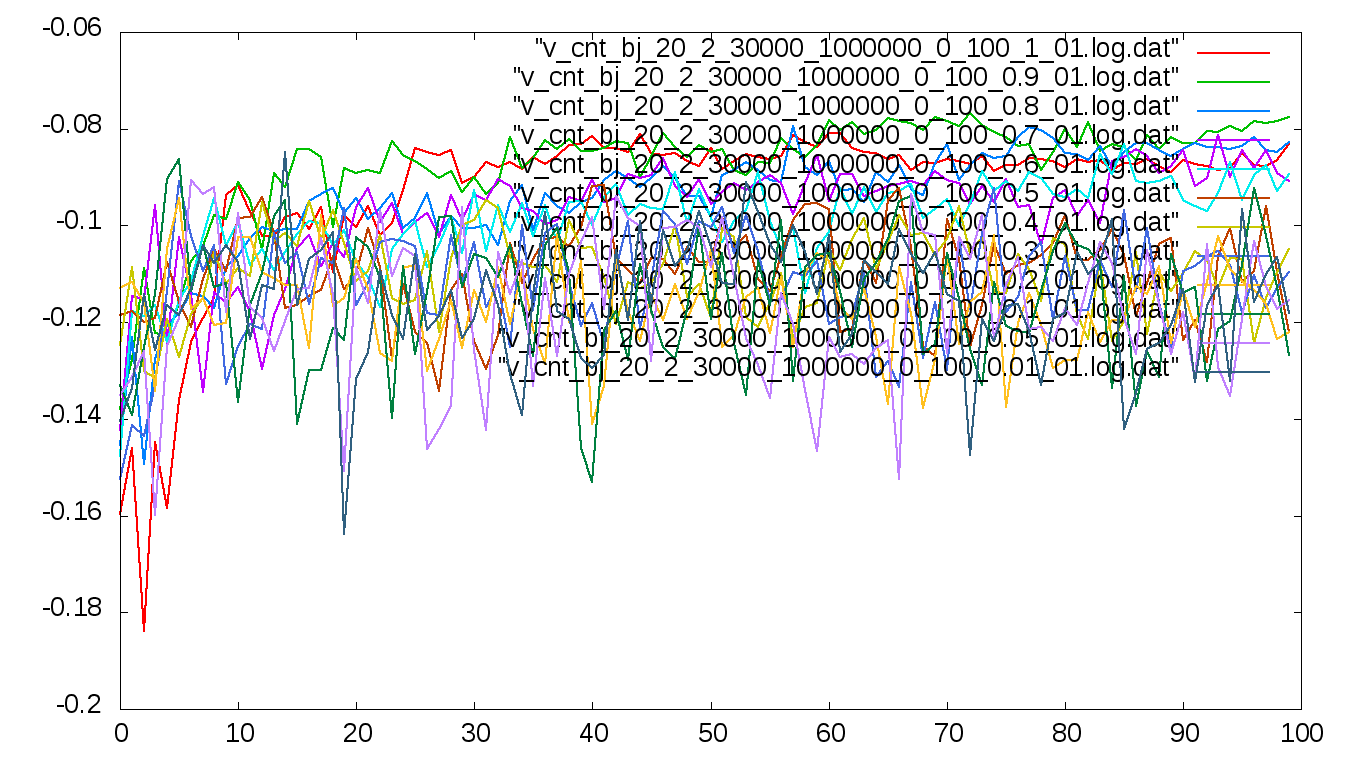 -0.06
-0.08
-0.1
-0.12
-0.14
-0.16
-0.18
-0.2
0 10 20 30 40 50 60 70 80 90 100
"v_cnt_bj_20_2_30000_1000000_0_100_1_01.log.dat"
"v_cnt_bj_20_2_30000_1000000_0_100_0.9_01.log.dat"
"v_cnt_bj_20_2_30000_1000000_0_100_0.8_01.log.dat"
"v_cnt_bj_20_2_30000_1000000_0_100_0.7_01.log.dat"
"v_cnt_bj_20_2_30000_1000000_0_100_0.6_01.log.dat"
"v_cnt_bj_20_2_30000_1000000_0_100_0.5_01.log.dat"
"v_cnt_bj_20_2_30000_1000000_0_100_0.4_01.log.dat"
"v_cnt_bj_20_2_30000_1000000_0_100_0.3_01.log.dat"
"v_cnt_bj_20_2_30000_1000000_0_100_0.2_01.log.dat"
"v_cnt_bj_20_2_30000_1000000_0_100_0.1_01.log.dat"
"v_cnt_bj_20_2_30000_1000000_0_100_0.05_01.log.dat"
"v_cnt_bj_20_2_30000_1000000_0_100_0.01_01.log.dat"